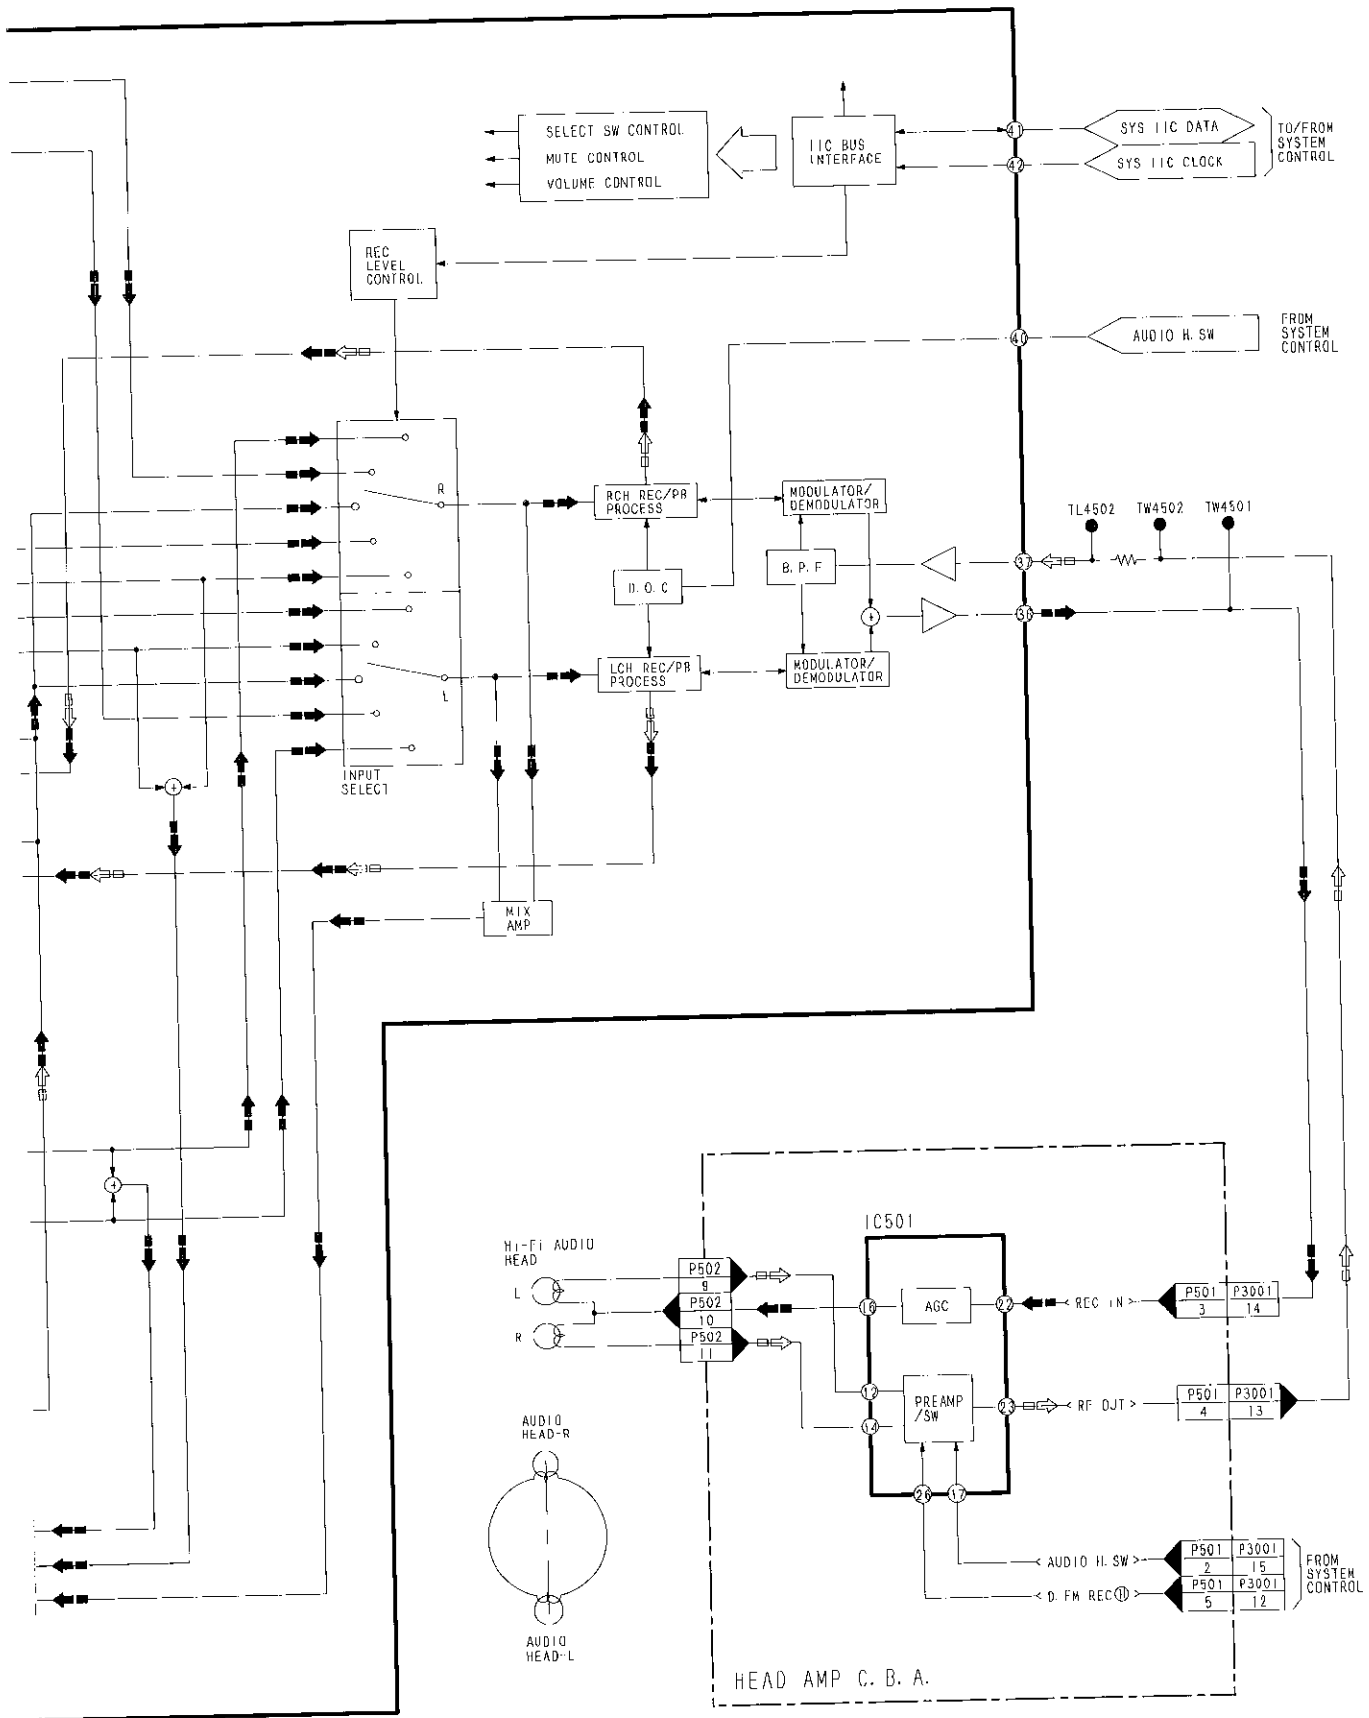 SELECT SW CONTROL
MUTE CONTROL
VOLUME CONTROL
IIC BUS
INTERFACE
41
42
SYS IIC DATA
SYS IIC CLOCK
TO/FROM
SYSTEM
CONTROL
REC
LEVEL
CONTROL
40
AUDIO H. SW
FROM
SYSTEM
CONTROL
R
RCH REC/PB
PROCESS
MODULATOR/
DEMODULATOR
TL4502
TW4502
TW4501
D. O. C
B. P. F
37
+
36
LCH REC/PB
PROCESS
MODULATOR/
DEMODULATOR
L
INPUT
SELECT
+
MIX
AMP
+
IC501
Hi-Fi AUDIO
HEAD
L
R
P502
9
P502
10
P502
11
16
AGC
22
REC IN
P501
3
P3001
14
12
14
PREAMP
/SW
23
RF OUT
P501
4
P3001
13
26
17
AUDIO
HEAD-R
AUDIO
HEAD-L
AUDIO H. SW
P501
2
P3001
15
D. FM REC (H)
P501
5
P3001
12
FROM
SYSTEM
CONTROL
HEAD AMP C. B. A.